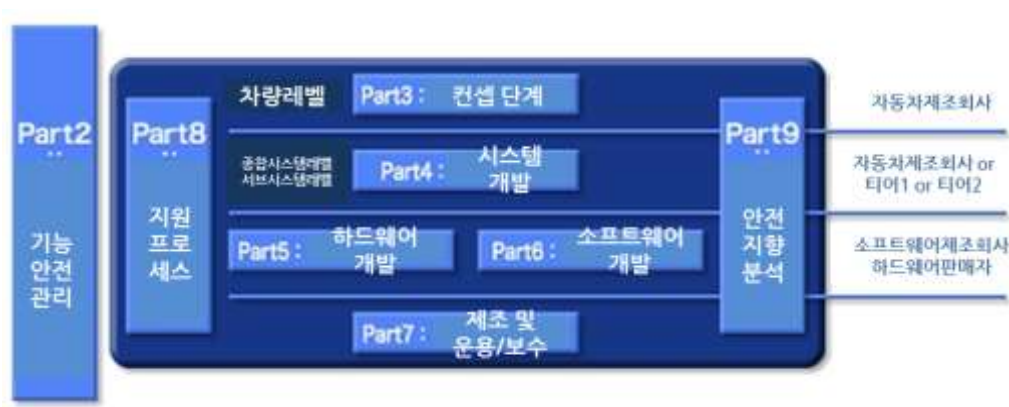 Part2 :
기능
안전
관리
Part8
:
지원
프로
세스
차량레벨
Part3 : 컨셉 단계
종합시스템레벨
서브시스템레벨
Part4 : 시스템
개발
Part5 : 하드웨어
개발
Part6 : 소프트웨어
개발
Part7 : 제조 및
운용/보수
Part9
:
안전
지향
분석
자동차제조회사
자동차제조회사 or
티어1 or 티어2
소프트웨어제조회사
하드웨어판매자